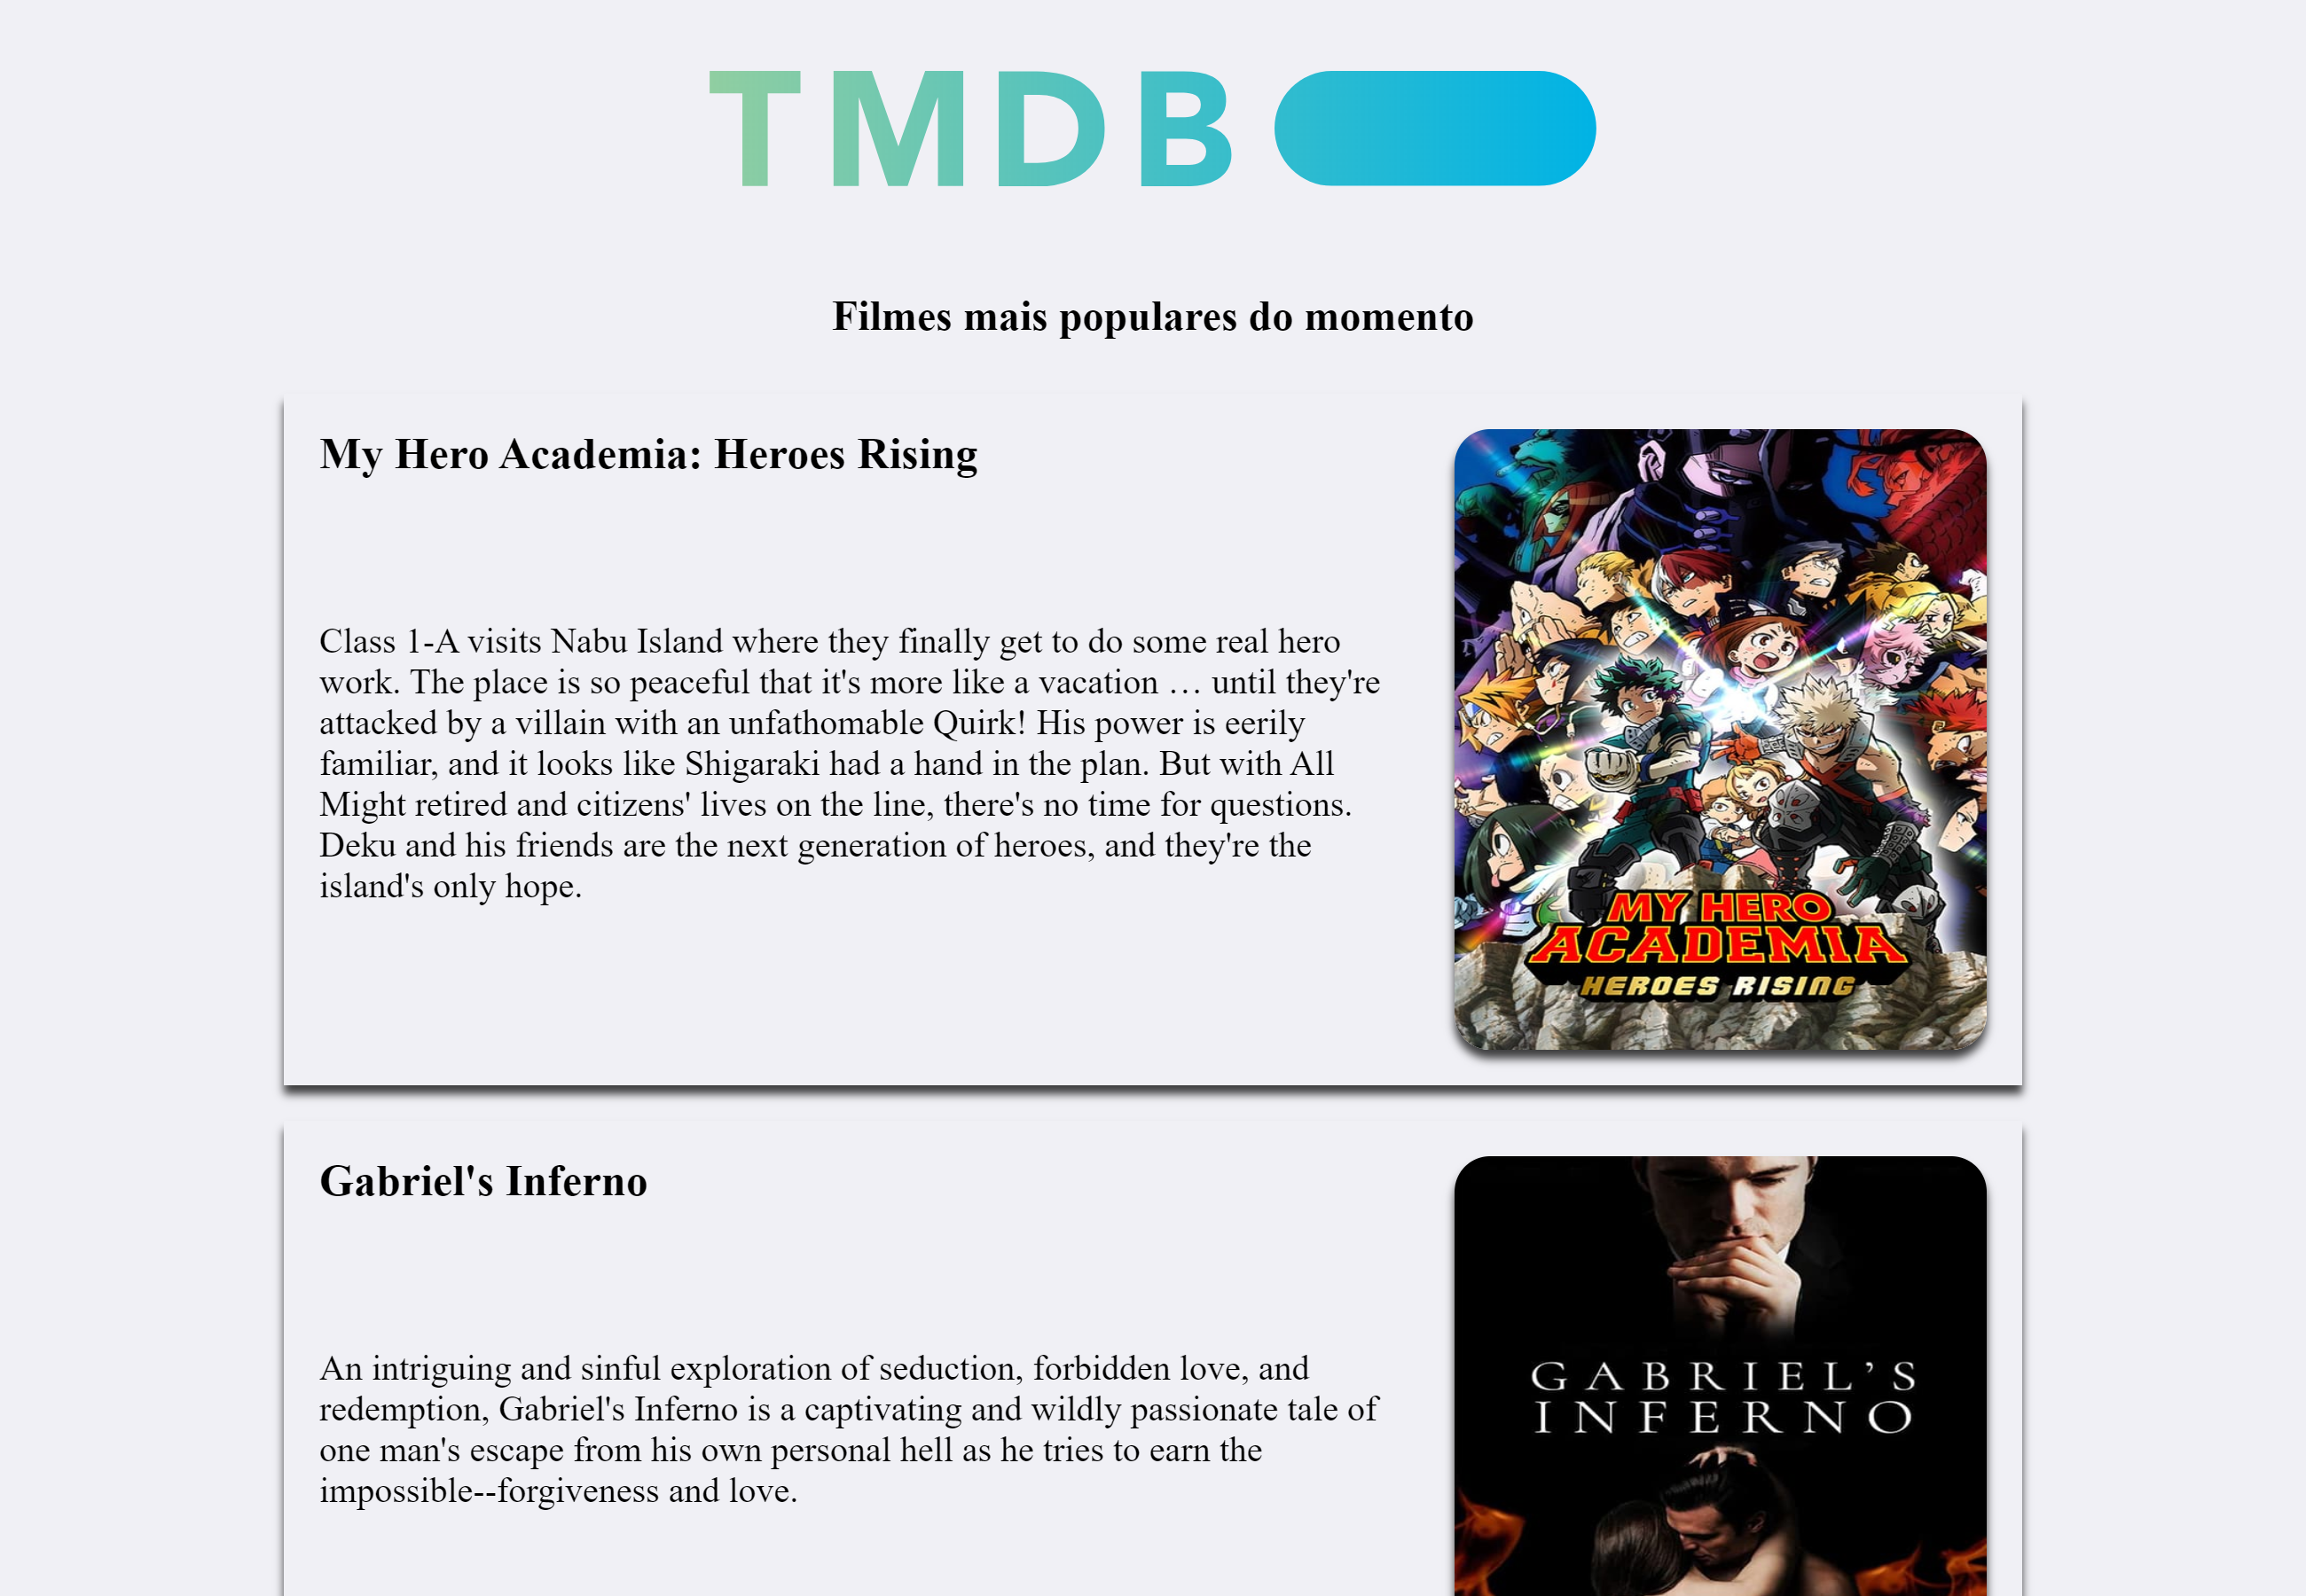 TMDB
Filmes mais populares do momento
My Hero Academia: Heroes Rising
Class 1-A visits Nabu Island where they finally get to do some real hero
work. The place is so peaceful that it's more like a vacation … until they're
attacked by a villain with an unfathomable Quirk! His power is eerily
familiar, and it looks like Shigaraki had a hand in the plan. But with All
Might retired and citizens' lives on the line, there's no time for questions.
Deku and his friends are the next generation of heroes, and they're the
island's only hope.
MY HERO
ACADEMIA
HEROES RISING
Gabriel's Inferno
An intriguing and sinful exploration of seduction, forbidden love, and
redemption, Gabriel's Inferno is a captivating and wildly passionate tale of
one man's escape from his own personal hell as he tries to earn the
impossible--forgiveness and love.
GABRIEL'S
INFERNO